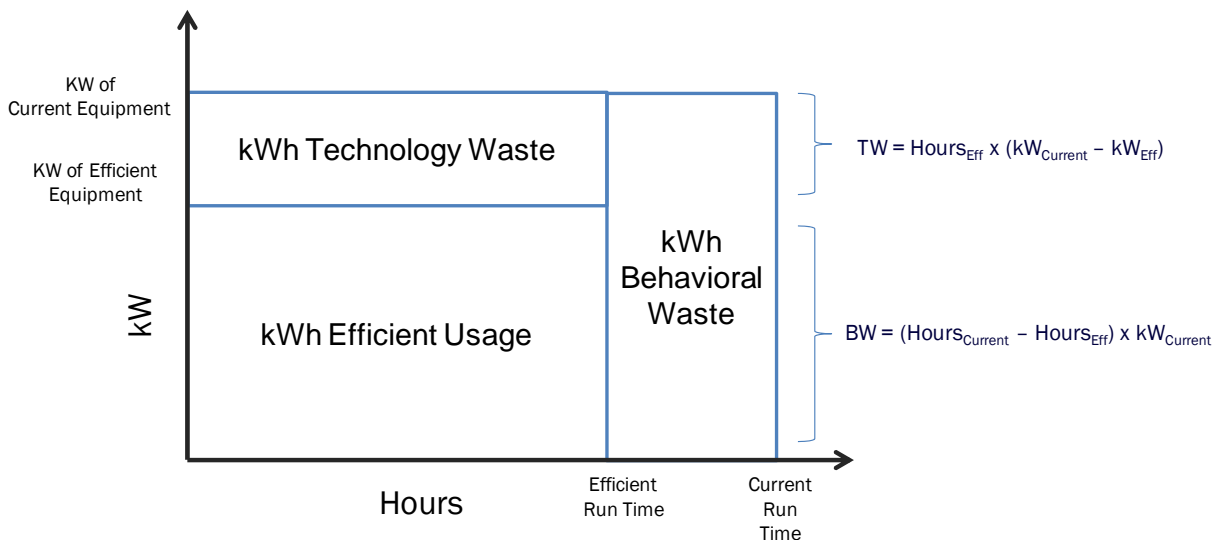 KW of
Current Equipment
kWh Technology Waste
TW = Hours_Eff x (kW_Current – kW_Eff)
KW of Efficient
Equipment
kWh
Behavioral
Waste
kW
kWh Efficient Usage
BW = (Hours_Current – Hours_Eff) x kW_Current
Hours
Efficient
Run Time
Current
Run
Time